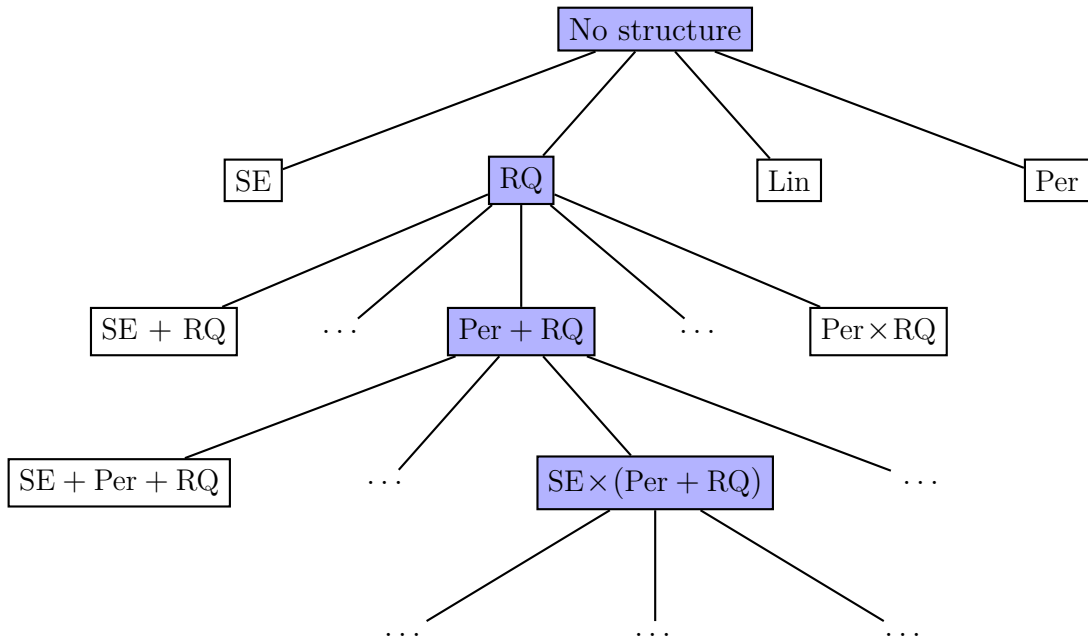 No structure
SE
RQ
Lin
Per
SE + RQ
...
Per + RQ
...
Per×RQ
SE + Per + RQ
...
SE×(Per + RQ)
...
...
...
...